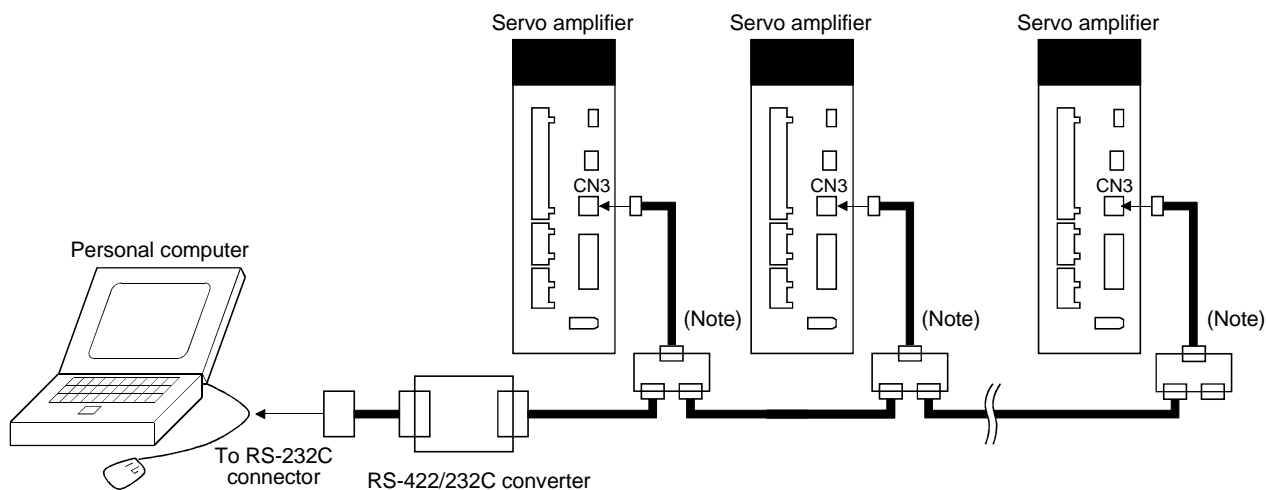 Servo amplifier
Servo amplifier
Servo amplifier
CN3
CN3
CN3
Personal computer
(Note)
(Note)
(Note)
To RS-232C
connector
RS-422/232C converter